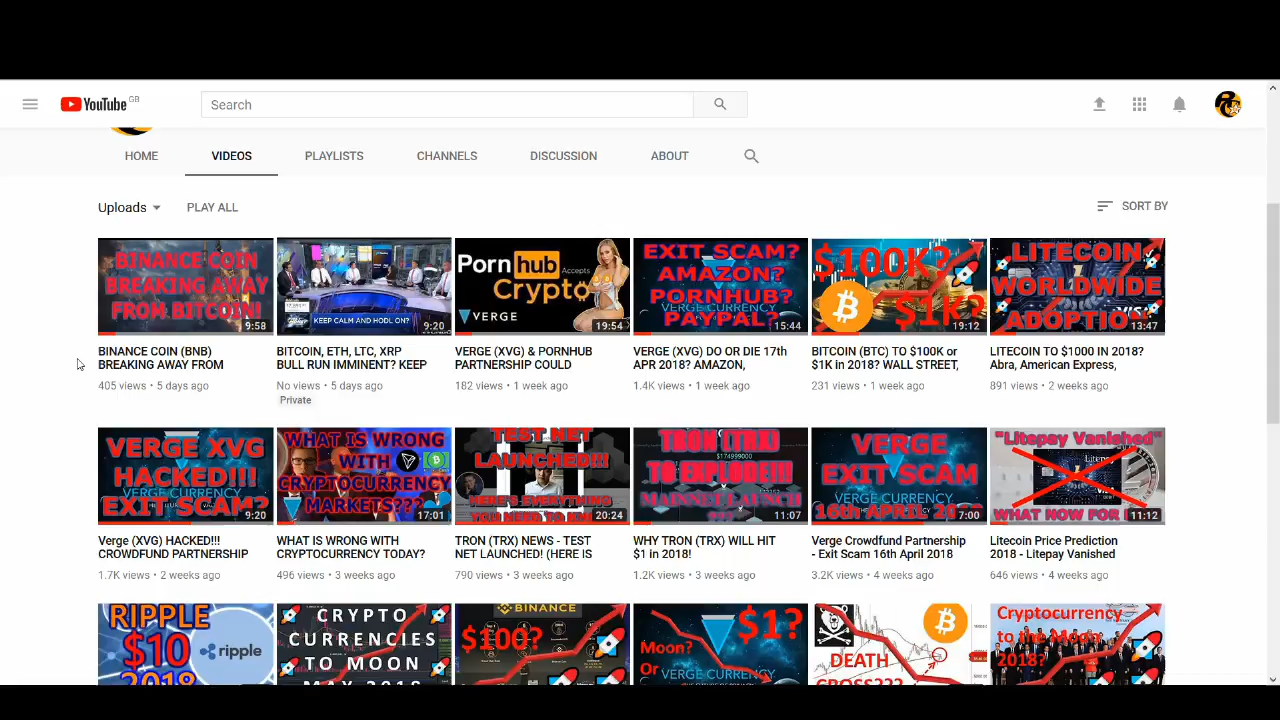 YouTube GB
Search
HOME
VIDEOS
PLAYLISTS
CHANNELS
DISCUSSION
ABOUT
Uploads
PLAY ALL
SORT BY
BINANCE COIN
BREAKING AWAY
FROM BITCOIN!
9:58
KEEP CALM AND HODL ON?
9:20
Pornhub
Accepts
Crypto
VERGE
19:54
EXIT SCAM?
AMAZON?
PORNHUB?
PAYPAL?
15:44
$100K?
$1K?
19:12
LITECOIN
WORLDWIDE
ADOPTIO
13:47
BINANCE COIN (BNB)
BREAKING AWAY FROM
405 views • 5 days ago
BITCOIN, ETH, LTC, XRP
BULL RUN IMMINENT? KEEP
No views • 5 days ago
Private
VERGE (XVG) & PORNHUB
PARTNERSHIP COULD
182 views • 1 week ago
VERGE (XVG) DO OR DIE 17th
APR 2018? AMAZON,
1.4K views • 1 week ago
BITCOIN (BTC) TO $100K or
$1K in 2018? WALL STREET,
231 views • 1 week ago
LITECOIN TO $1000 IN 2018?
Abra, American Express,
891 views • 2 weeks ago
VERGE XVG
HACKED!!!
VERGE CURRENCY
EXIT SCAM?
9:20
WHAT IS WRONG
WITH
CRYPTOCURRENCY
MARKETS???
17:01
TEST NET
LAUNCHED!!!
HERE'S EVERYTHING
YOU NEED TO
20:24
TRON (TRX)
$174999000
TO EXPLODE!!!
MAINNET LAUNCH
11:07
VERGE
EXIT SCAM
VERGE CURRENCY
16th APRIL
7:00
"Litepay Vanished"
WHAT NOW FOR
11:12
Verge (XVG) HACKED!!!
CROWDFUND PARTNERSHIP
1.7K views • 2 weeks ago
WHAT IS WRONG WITH
CRYPTOCURRENCY TODAY?
496 views • 3 weeks ago
TRON (TRX) NEWS - TEST
NET LAUNCHED! (HERE IS
790 views • 3 weeks ago
WHY TRON (TRX) WILL HIT
$1 in 2018!
1.2K views • 3 weeks ago
Verge Crowdfund Partnership
- Exit Scam 16th April 2018
3.2K views • 4 weeks ago
Litecoin Price Prediction
2018 - Litepay Vanished
646 views • 4 weeks ago
RIPPLE
$10
2018
ripple
CRYPTO
CURRENCIES
TO MOON
MAY 2018
BINANCE
$100?
$1?
Moon?
Or
VERGE CURRENCY
DEATH
CROSS???
Cryptocurrency
to the Moon
2018?